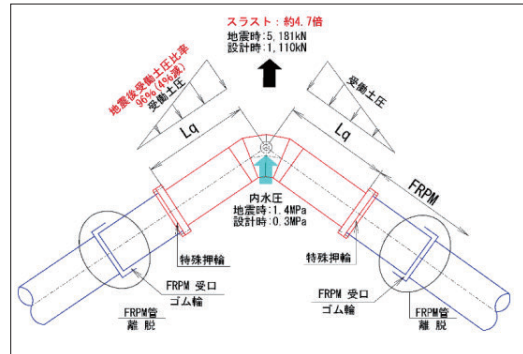 スラスト：約4.7倍
地震時：5,181kN
設計時：1,110kN
地震後受働土圧比率
96%(4%減)
受働土圧
受働土圧
Lq
Lq
FRPM
内水圧
地震時：1.4MPa
設計時：0.3MPa
特殊押輪
特殊押輪
FRPM 受口
ゴム輪
FRPM 受口
ゴム輪
FRPM管
離 脱
FRPM管
離 脱